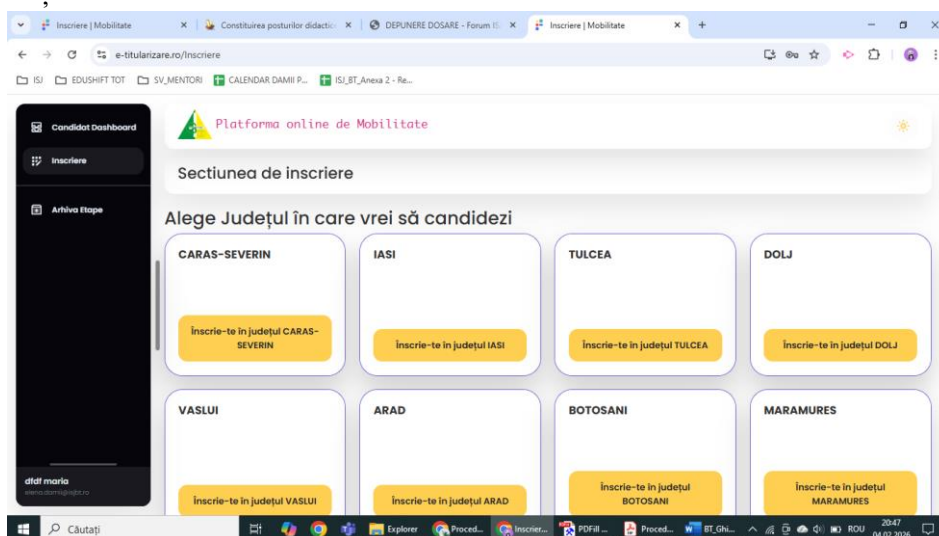 Inscriere | Mobilitate
Constituirea posturilor didactic
DEPUNERE DOSARE - Forum IS
Inscriere | Mobilitate
e-titularizare.ro/Inscriere
ISJ
EDUSHIFT TOT
SV_MENTORI
CALENDAR DAMII P...
ISJ_BT_Anexa 2 - Re...
Candidat Dashboard
Inscriere
Arhiva Etape
Platforma online de Mobilitate
Sectiunea de inscriere
Alege Județul în care vrei să candidezi
CARAS-SEVERIN
IASI
TULCEA
DOLJ
Înscrie-te în județul CARAS-
SEVERIN
Înscrie-te în județul IASI
Înscrie-te în județul TULCEA
Înscrie-te în județul DOLJ
VASLUI
ARAD
BOTOSANI
MARAMURES
Înscrie-te în județul VASLUI
Înscrie-te în județul ARAD
Înscrie-te în județul
BOTOSANI
Înscrie-te în județul
MARAMURES
dfdf maria
Căutați
Explorer
Proced...
Inscrier...
PDFill ...
Proced...
BT_Ghi...
ROU
20:47
04.02.2026